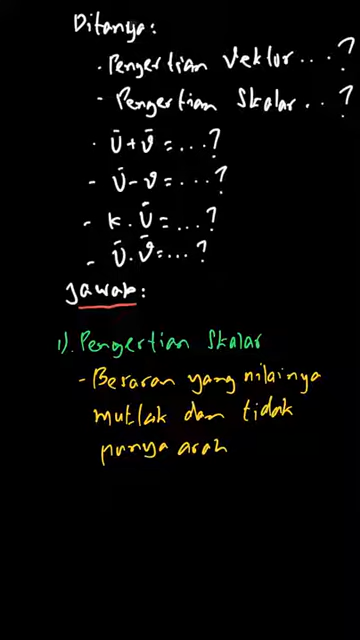 Ditanya:
. Pengertian Vektor ...?
- Pengertian Skalar ..?
. Ū + v̄ = ...?
- Ū - v = ...?
- k . Ū = ...?
- Ū . v̄ = ...?
Jawab:
1). Pengertian Skalar
- Besaran yang nilainya
mutlak dan tidak
punya arah